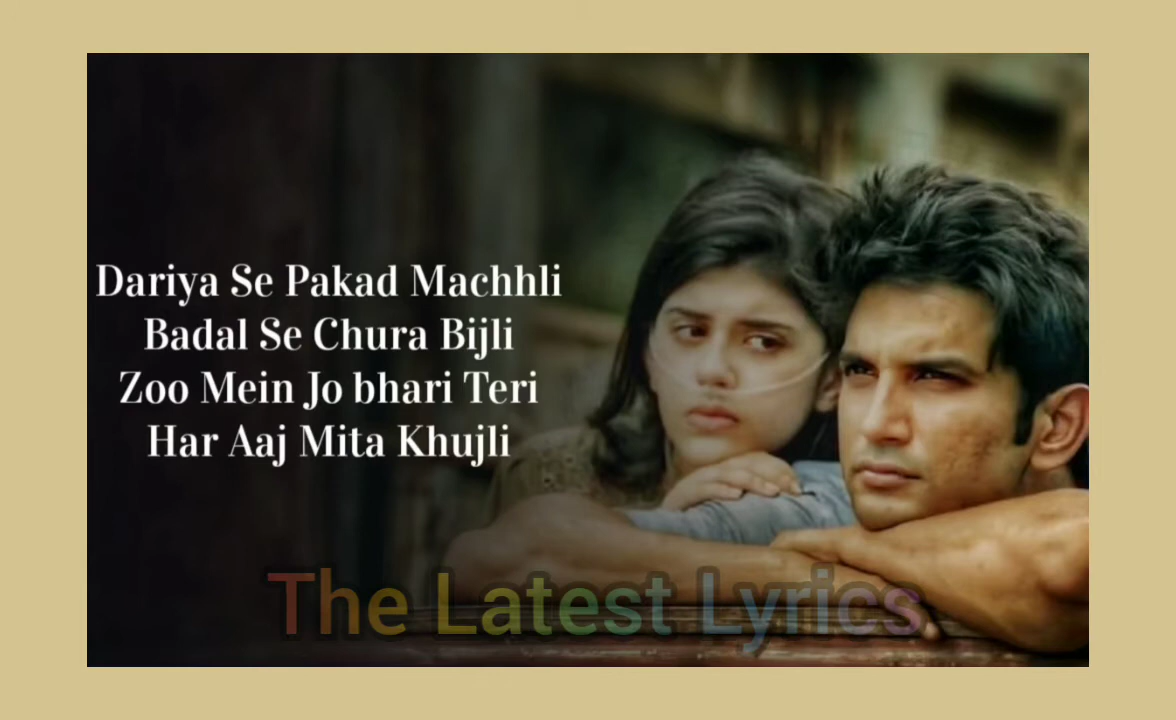 Dariya Se Pakad Machhli
Badal Se Chura Bijli
Zoo Mein Jo bhari Teri
Har Aaj Mita Khujli
The Latest Lyrics